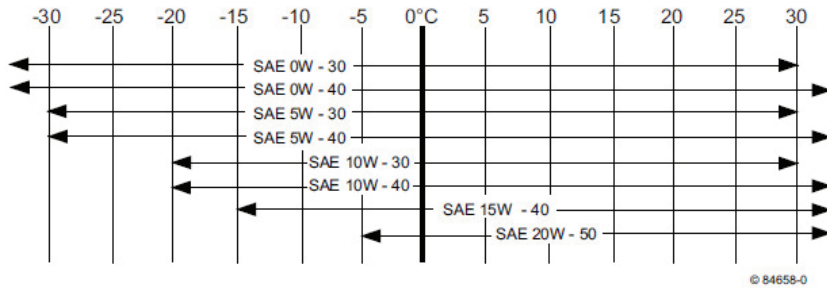 -30 -25 -20 -15 -10 -5 0°C 5 10 15 20 25 30
SAE 0W - 30
SAE 0W - 40
SAE 5W - 30
SAE 5W - 40
SAE 10W - 30
SAE 10W - 40
SAE 15W - 40
SAE 20W - 50
© 84658-0